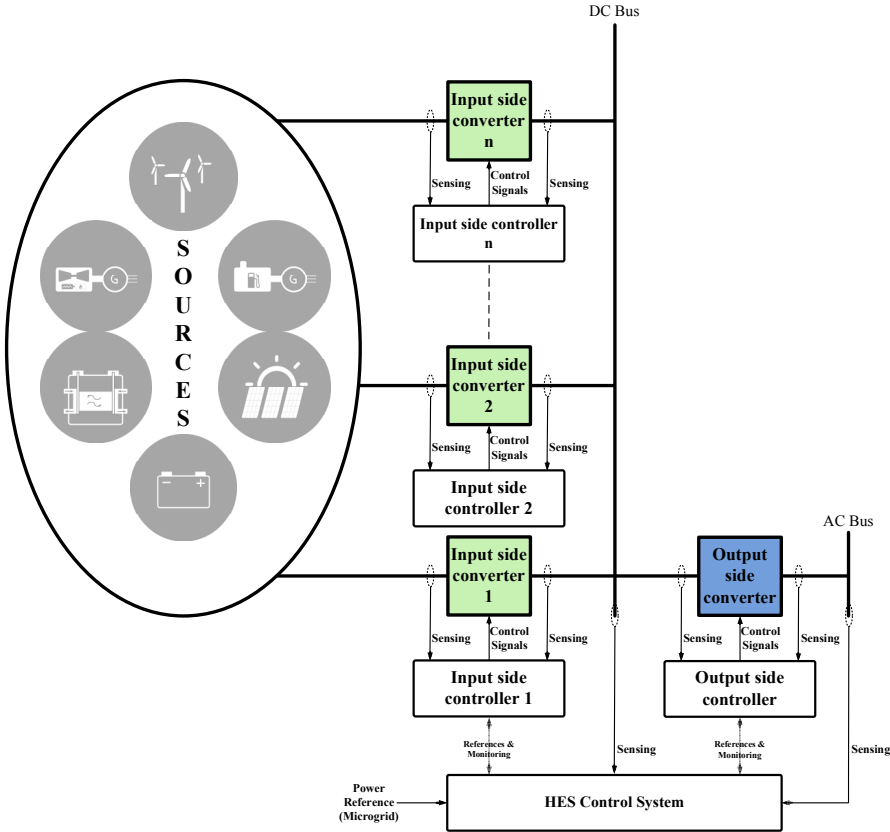 DC Bus
Input side
converter
n
Sensing
Control
Signals
Sensing
Input side controller
n
S
O
U
R
C
E
S
G
G
Input side
converter
2
Sensing
Control
Signals
Sensing
Input side
controller 2
− +
AC Bus
Input side
converter
1
Output
side
converter
Sensing
Control
Signals
Sensing
Sensing
Control
Signals
Sensing
Input side
controller 1
Output side
controller
References &
Monitoring
Sensing
References &
Monitoring
Sensing
Power
Reference
(Microgrid)
HES Control System